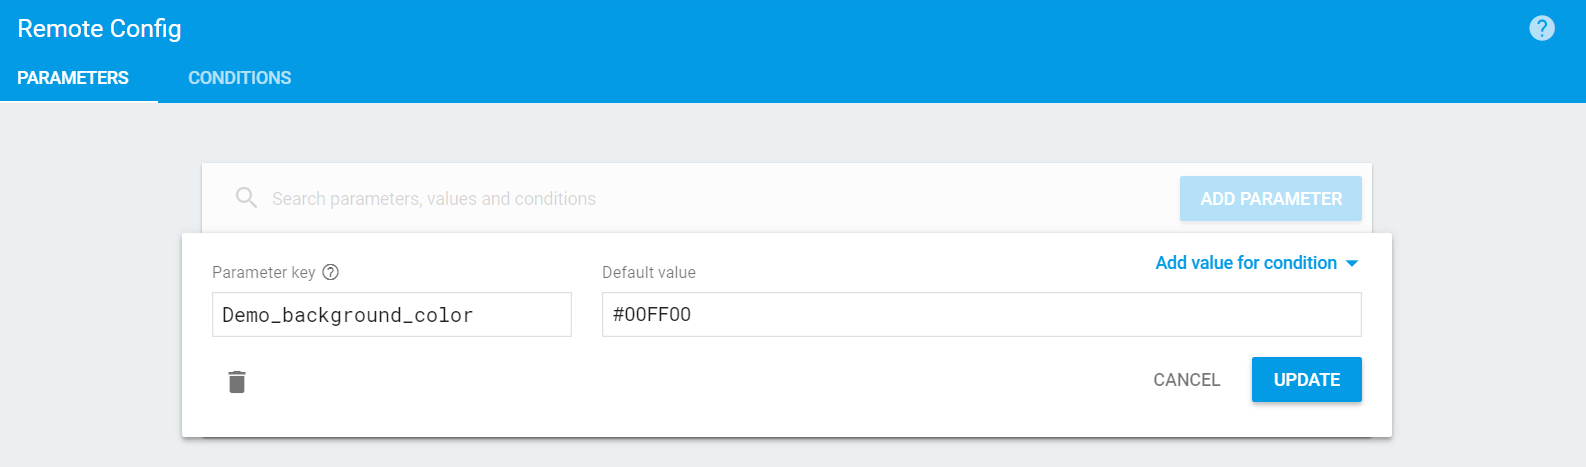 Remote Config
?
PARAMETERS CONDITIONS
Search parameters, values and conditions
ADD PARAMETER
Add value for condition
Parameter key ?
Default value
Demo_background_color
#00FF00
CANCEL
UPDATE